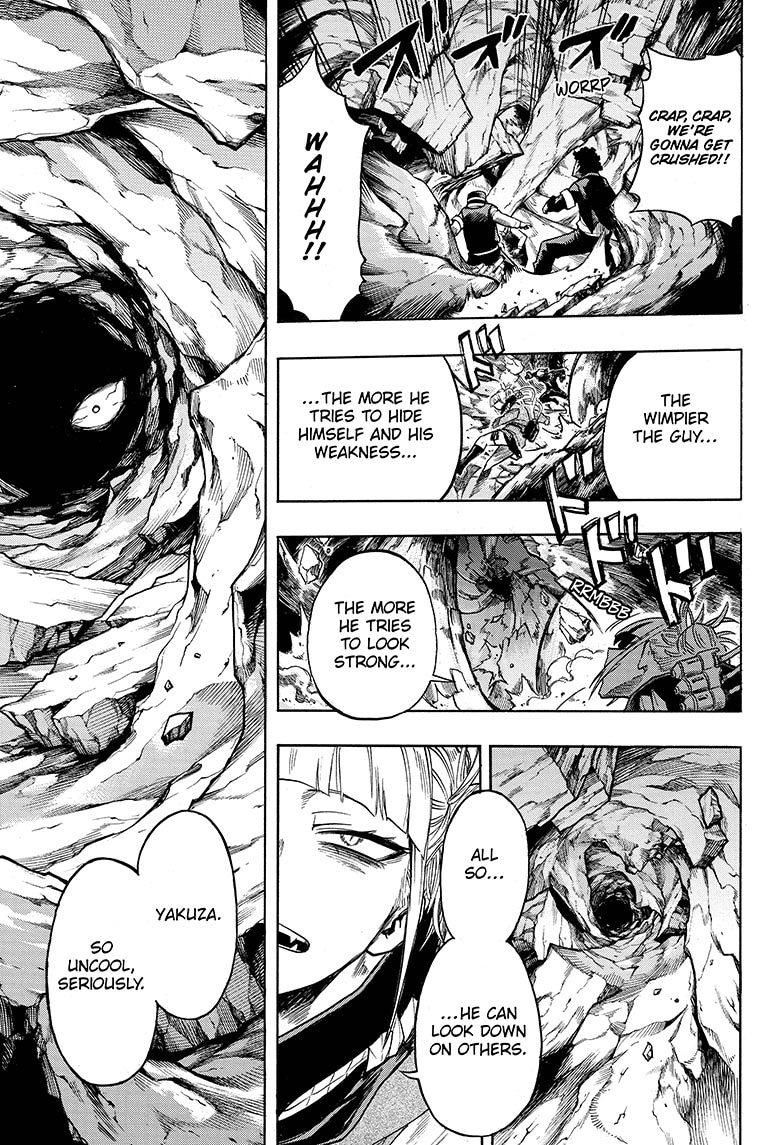 CRAP, CRAP,
WE'RE
GONNA GET
CRUSHED!!
ズズズ
WORRP
WAHHH!!
THE
WIMPIER
THE GUY...
ドドドド
...THE MORE HE
TRIES TO HIDE
HIMSELF AND HIS
WEAKNESS...
RRMBBB
THE MORE
HE TRIES
TO LOOK
STRONG...
ALL
SO...
...HE CAN
LOOK DOWN
ON OTHERS.
YAKUZA.
SO
UNCOOL,
SERIOUSLY.